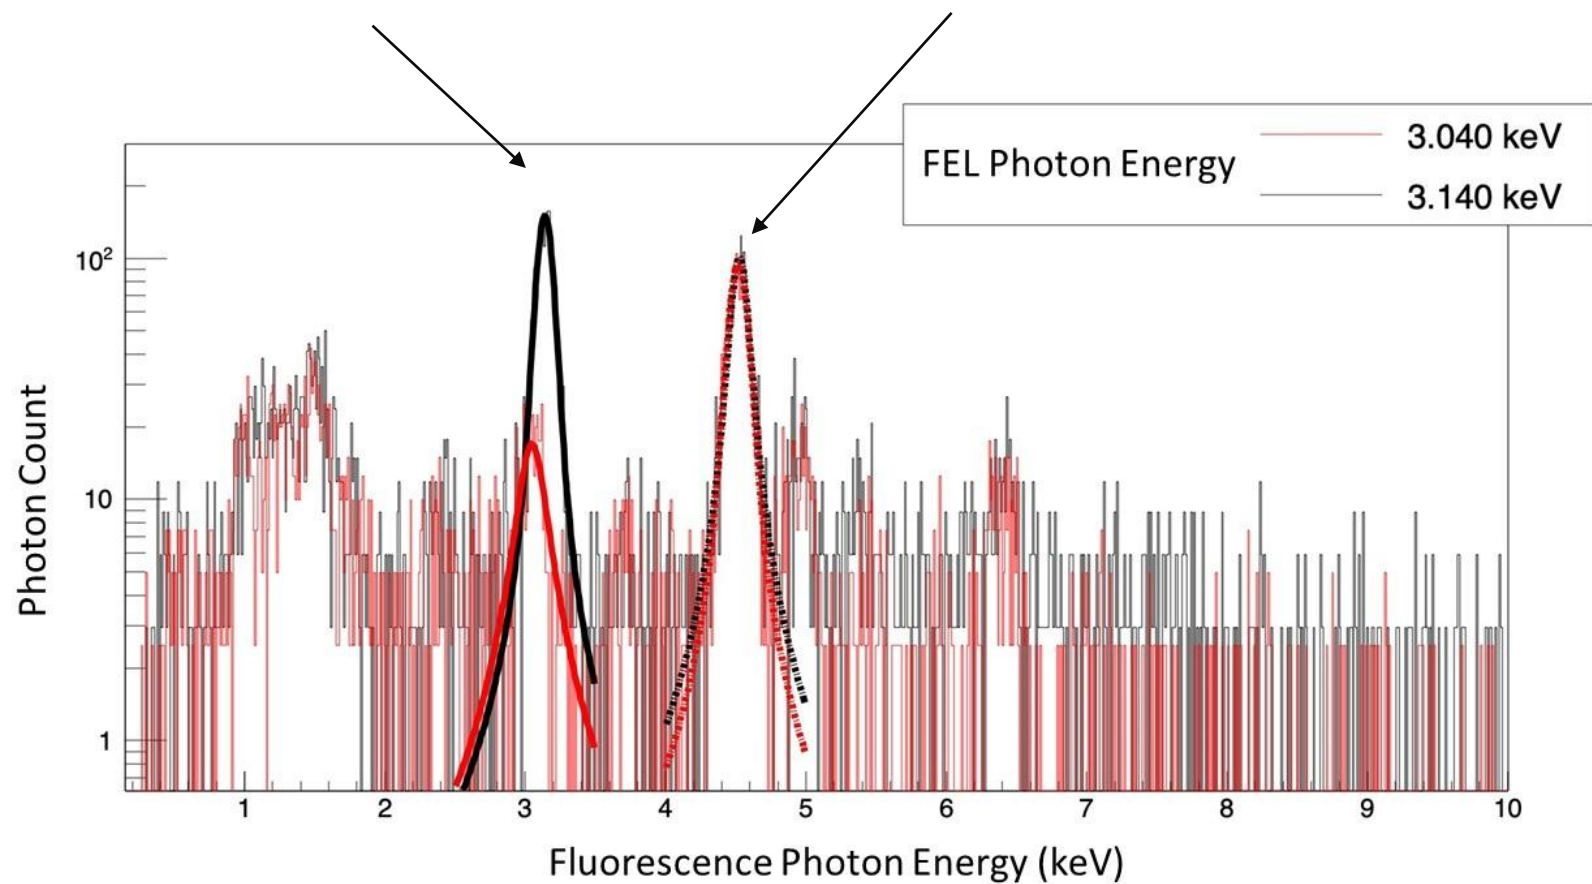 FEL Photon Energy
3.040 keV
3.140 keV
10²
10
1
Photon Count
1 2 3 4 5 6 7 8 9 10
Fluorescence Photon Energy (keV)